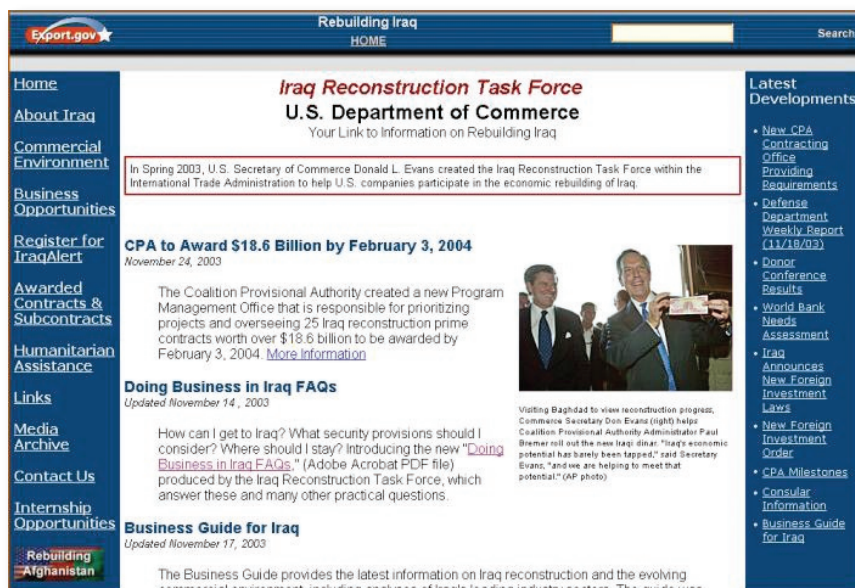 Export.gov
Rebuilding Iraq
HOME
Search
Home
About Iraq
Commercial
Environment
Business
Opportunities
Register for
IraqAlert
Awarded
Contracts &
Subcontracts
Humanitarian
Assistance
Links
Media
Archive
Contact Us
Internship
Opportunities
Rebuilding
Afghanistan
Iraq Reconstruction Task Force
U.S. Department of Commerce
Your Link to Information on Rebuilding Iraq
In Spring 2003, U.S. Secretary of Commerce Donald L. Evans created the Iraq Reconstruction Task Force within the
International Trade Administration to help U.S. companies participate in the economic rebuilding of Iraq.
CPA to Award $18.6 Billion by February 3, 2004
November 24, 2003
The Coalition Provisional Authority created a new Program
Management Office that is responsible for prioritizing
projects and overseeing 25 Iraq reconstruction prime
contracts worth over $18.6 billion to be awarded by
February 3, 2004. More Information
Doing Business in Iraq FAQs
Updated November 14 , 2003
How can I get to Iraq? What security provisions should I
consider? Where should I stay? Introducing the new "Doing
Business in Iraq FAQs," (Adobe Acrobat PDF file)
produced by the Iraq Reconstruction Task Force, which
answer these and many other practical questions.
Visiting Baghdad to view reconstruction progress,
Commerce Secretary Don Evans (right) helps
Coalition Provisional Authority Administrator Paul
Bremer roll out the new Iraqi dinar. "Iraq's economic
potential has barely been tapped," said Secretary
Evans, "and we are helping to meet that
potential." (AP photo)
Business Guide for Iraq
Updated November 17, 2003
The Business Guide provides the latest information on Iraq reconstruction and the evolving
commercial environment, including analyses of Iraq's leading industry sectors. The guide was
Latest
Developments
• New CPA
Contracting
Office
Providing
Requirements
• Defense
Department
Weekly Report
(11/18/03)
• Donor
Conference
Results
• World Bank
Needs
Assessment
• Iraq
Announces
New Foreign
Investment
Laws
• New Foreign
Investment
Order
• CPA Milestones
• Consular
Information
• Business Guide
for Iraq